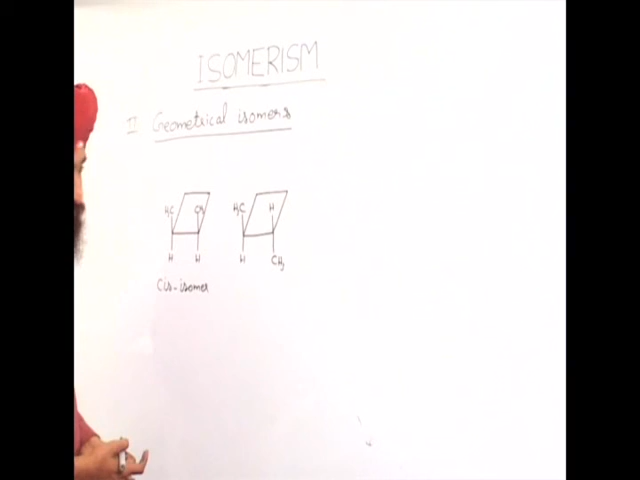 ISOMERISM
II Geometrical isomers
H3C CH3 H3C H
H H H CH3
Cis-isomer